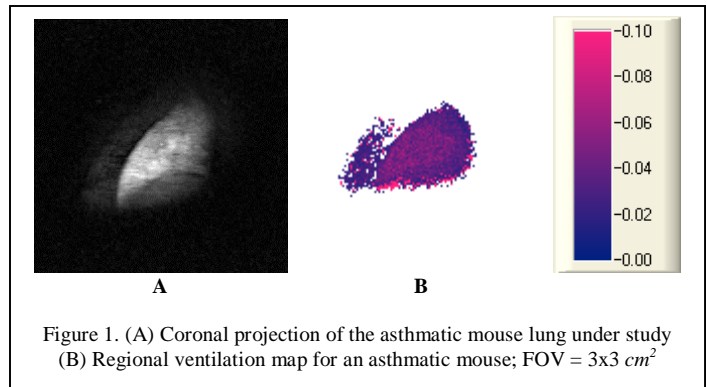 -0.10
-0.08
-0.06
-0.04
-0.02
-0.00
A B
Figure 1. (A) Coronal projection of the asthmatic mouse lung under study
(B) Regional ventilation map for an asthmatic mouse; FOV = 3x3 cm²